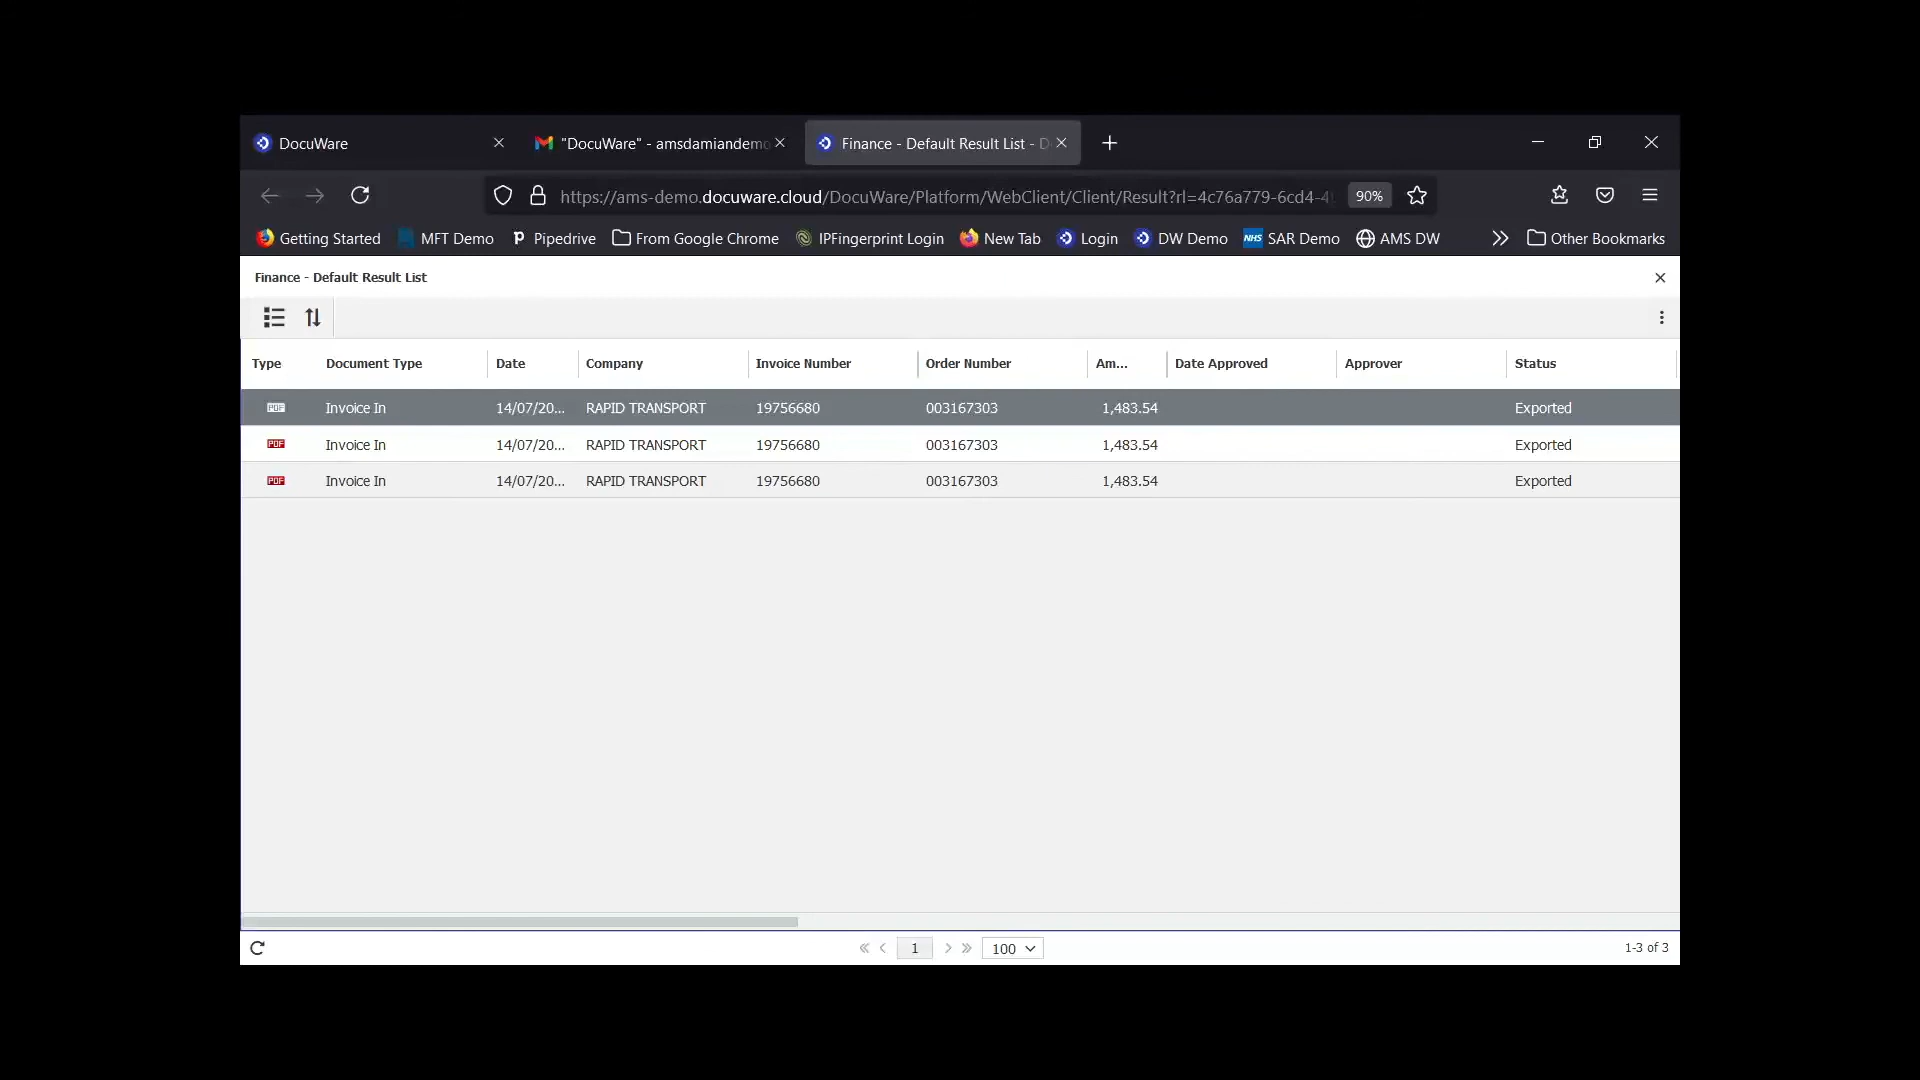 DocuWare
"DocuWare" - amsdamiandemo
Finance - Default Result List - D
https://ams-demo.docuware.cloud/DocuWare/Platform/WebClient/Client/Result?rl=4c76a779-6cd4-4
90%
Getting Started MFT Demo Pipedrive From Google Chrome IPFingerprint Login New Tab Login DW Demo NHS SAR Demo AMS DW Other Bookmarks
Finance - Default Result List
Type Document Type Date Company Invoice Number Order Number Am... Date Approved Approver Status
PDF Invoice In 14/07/20... RAPID TRANSPORT 19756680 003167303 1,483.54 Exported
PDF Invoice In 14/07/20... RAPID TRANSPORT 19756680 003167303 1,483.54 Exported
PDF Invoice In 14/07/20... RAPID TRANSPORT 19756680 003167303 1,483.54 Exported
1 100 1-3 of 3